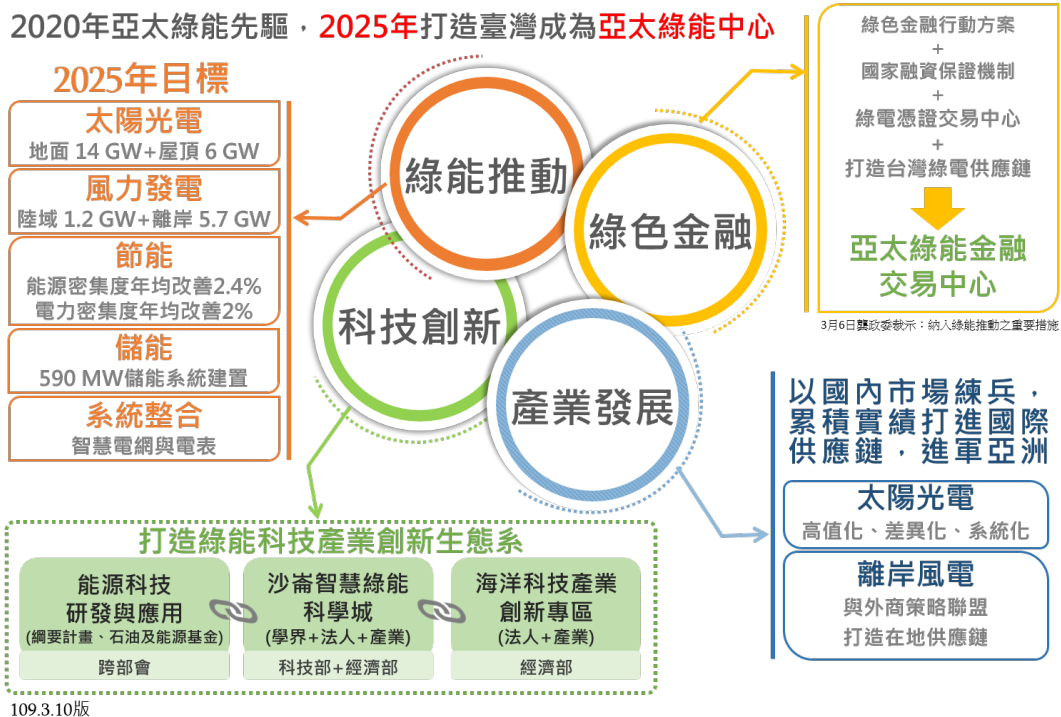 2020年亞太綠能先驅，2025年打造臺灣成為亞太綠能中心
2025年目標
太陽光電
地面 14 GW+屋頂 6 GW
風力發電
陸域 1.2 GW+離岸 5.7 GW
節能
能源密集度年均改善2.4%
電力密集度年均改善2%
儲能
590 MW儲能系統建置
系統整合
智慧電網與電表
綠能推動
綠色金融
科技創新
產業發展
綠色金融行動方案
+
國家融資保證機制
+
綠電憑證交易中心
+
打造台灣綠電供應鏈
亞太綠能金融
交易中心
3月6日龔政委裁示：納入綠能推動之重要措施
以國內市場練兵，
累積實績打進國際
供應鏈，進軍亞洲
太陽光電
高值化、差異化、系統化
離岸風電
與外商策略聯盟
打造在地供應鏈
打造綠能科技產業創新生態系
能源科技
研發與應用
(綱要計畫、石油及能源基金)
跨部會
沙崙智慧綠能
科學城
(學界+法人+產業)
科技部+經濟部
海洋科技產業
創新專區
(法人+產業)
經濟部
109.3.10版